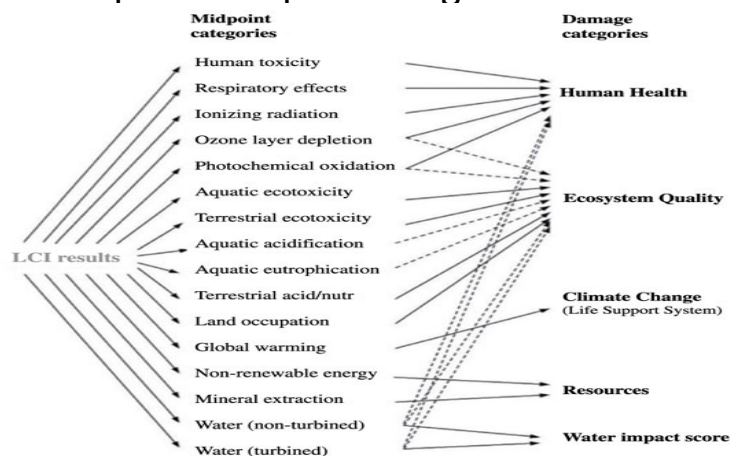 Midpoint
categories
Human toxicity
Respiratory effects
Ionizing radiation
Ozone layer depletion
Photochemical oxidation
Aquatic ecotoxicity
Terrestrial ecotoxicity
Aquatic acidification
Aquatic eutrophication
Terrestrial acid/nutr
Land occupation
Global warming
Non-renewable energy
Mineral extraction
Water (non-turbined)
Water (turbined)
LCI results
Damage
categories
Human Health
Ecosystem Quality
Climate Change
(Life Support System)
Resources
Water impact score